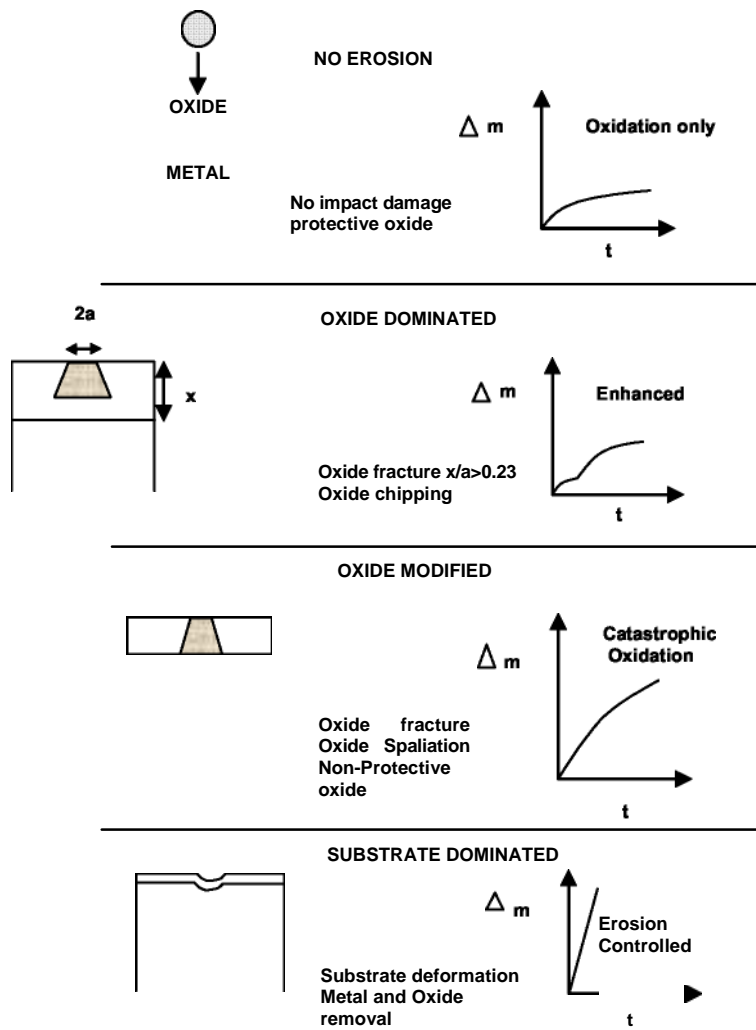 NO EROSION
OXIDE
METAL
Δ m
Oxidation only
No impact damage
protective oxide
t
2a
x
OXIDE DOMINATED
Δ m
Enhanced
Oxide fracture x/a>0.23
Oxide chipping
t
OXIDE MODIFIED
Δ m
Catastrophic
Oxidation
Oxide fracture
Oxide Spaliation
Non-Protective
oxide
t
SUBSTRATE DOMINATED
Δ m
Erosion
Controlled
Substrate deformation
Metal and Oxide
removal
t